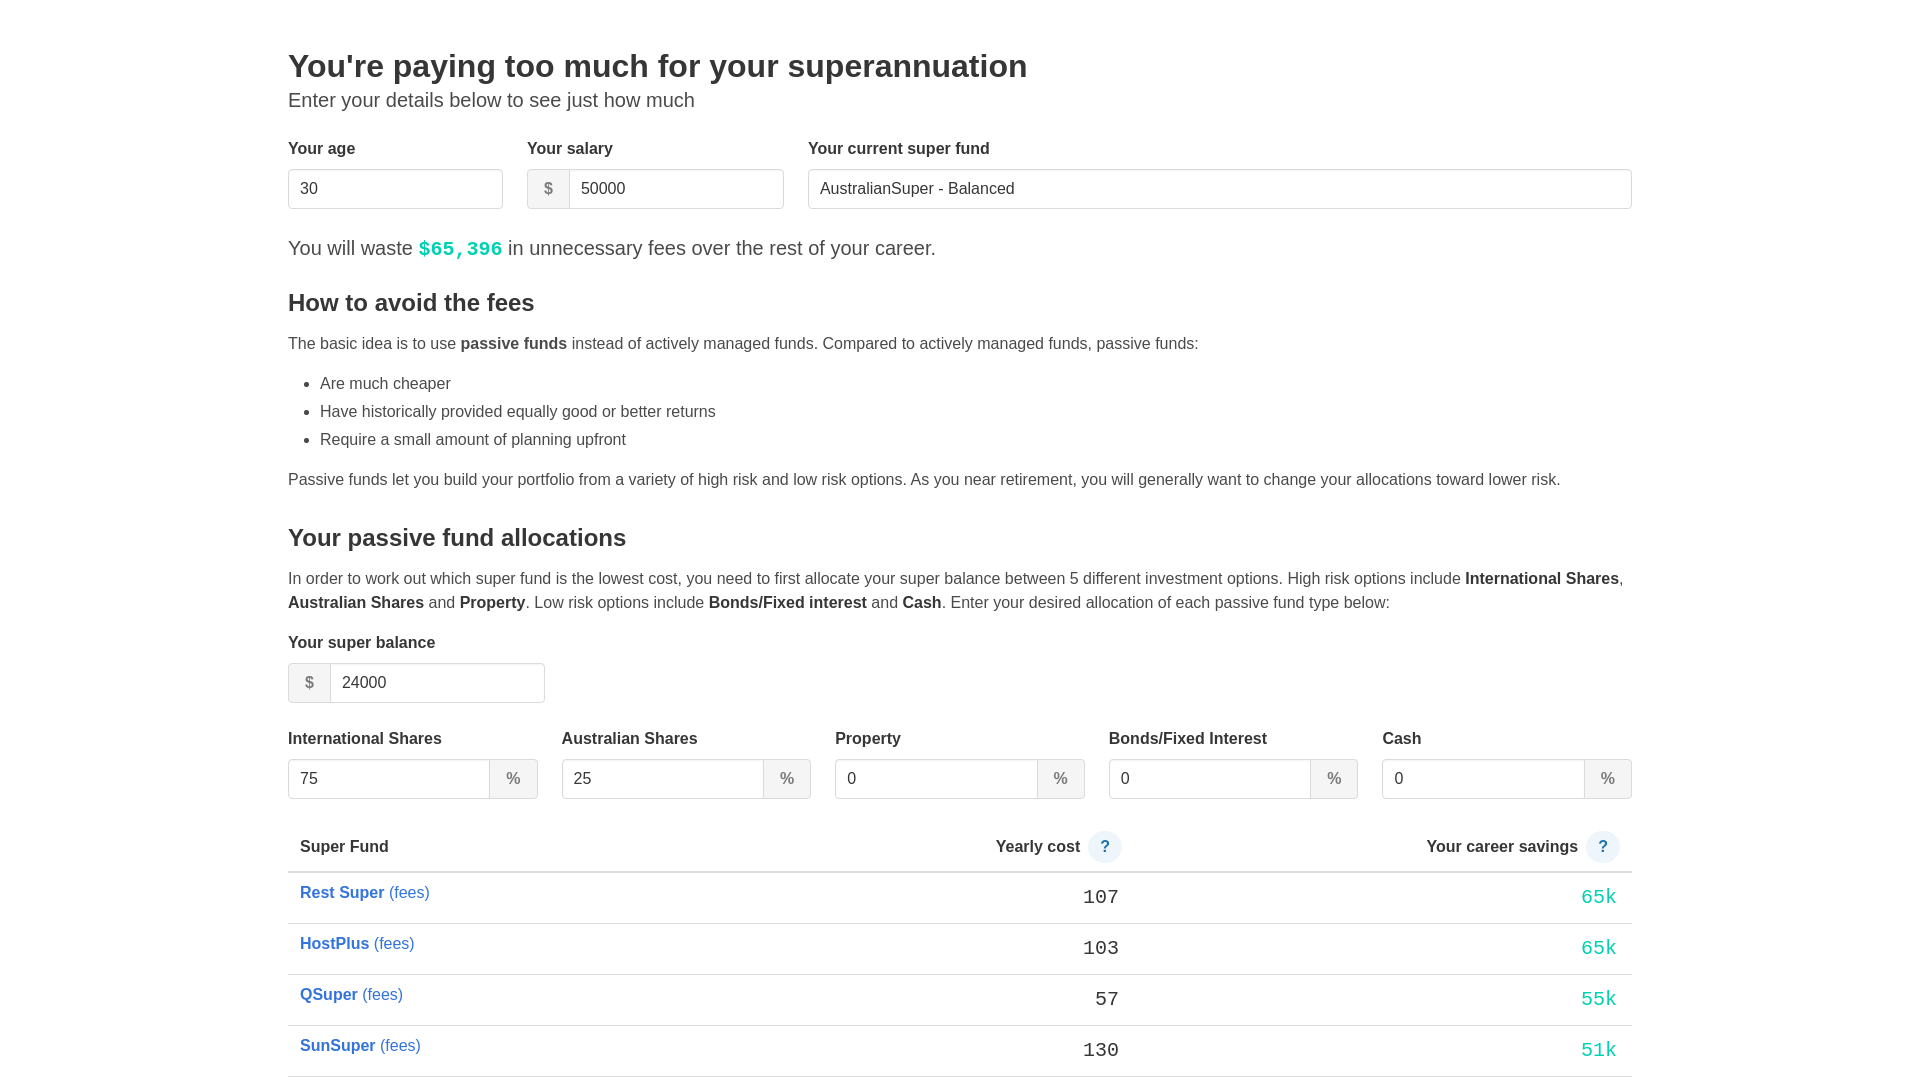 You're paying too much for your superannuation
Enter your details below to see just how much
Your age
Your salary
Your current super fund
30
$ 50000
AustralianSuper - Balanced
You will waste $65,396 in unnecessary fees over the rest of your career.
How to avoid the fees
The basic idea is to use passive funds instead of actively managed funds. Compared to actively managed funds, passive funds:
• Are much cheaper
• Have historically provided equally good or better returns
• Require a small amount of planning upfront
Passive funds let you build your portfolio from a variety of high risk and low risk options. As you near retirement, you will generally want to change your allocations toward lower risk.
Your passive fund allocations
In order to work out which super fund is the lowest cost, you need to first allocate your super balance between 5 different investment options. High risk options include International Shares,
Australian Shares and Property. Low risk options include Bonds/Fixed interest and Cash. Enter your desired allocation of each passive fund type below:
Your super balance
$ 24000
International Shares
Australian Shares
Property
Bonds/Fixed Interest
Cash
75 %
25 %
0 %
0 %
0 %
Super Fund Yearly cost ? Your career savings ?
Rest Super (fees) 107 65k
HostPlus (fees) 103 65k
QSuper (fees) 57 55k
SunSuper (fees) 130 51k